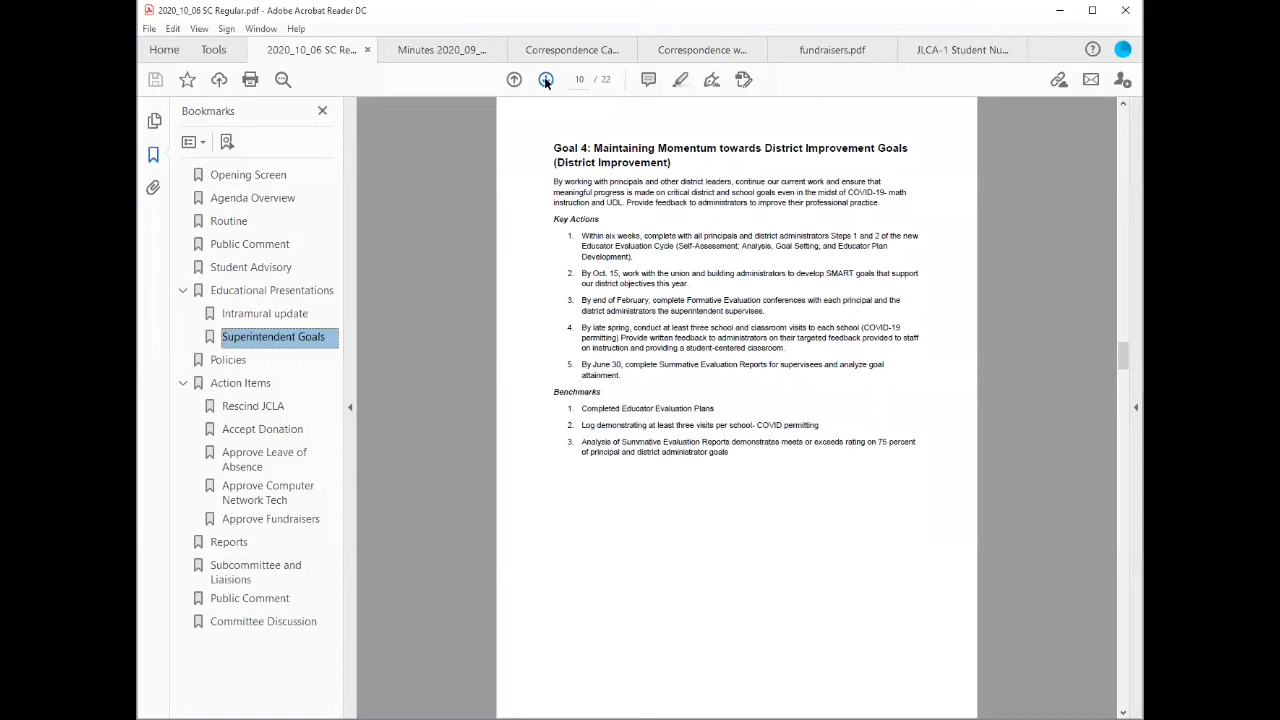 2020_10_06 SC Regular.pdf - Adobe Acrobat Reader DC
File Edit View Sign Window Help
Home Tools 2020_10_06 SC Re... × Minutes 2020_09_... Correspondence Ca... Correspondence w... fundraisers.pdf JLCA-1 Student Nu...
10 / 22
Bookmarks
Opening Screen
Agenda Overview
Routine
Public Comment
Student Advisory
Educational Presentations
Intramural update
Superintendent Goals
Policies
Action Items
Rescind JCLA
Accept Donation
Approve Leave of
Absence
Approve Computer
Network Tech
Approve Fundraisers
Reports
Subcommittee and
Liaisions
Public Comment
Committee Discussion
Goal 4: Maintaining Momentum towards District Improvement Goals
(District Improvement)
By working with principals and other district leaders, continue our current work and ensure that
meaningful progress is made on critical district and school goals even in the midst of COVID-19- math
instruction and UDL. Provide feedback to administrators to improve their professional practice.
Key Actions
1. Within six weeks, complete with all principals and district administrators Steps 1 and 2 of the new
Educator Evaluation Cycle (Self-Assessment; Analysis, Goal Setting, and Educator Plan
Development).
2. By Oct. 15, work with the union and building administrators to develop SMART goals that support
our district objectives this year.
3. By end of February, complete Formative Evaluation conferences with each principal and the
district administrators the superintendent supervises.
4. By late spring, conduct at least three school and classroom visits to each school (COVID-19
permitting) Provide written feedback to administrators on their targeted feedback provided to staff
on instruction and providing a student-centered classroom.
5. By June 30, complete Summative Evaluation Reports for supervisees and analyze goal
attainment.
Benchmarks
1. Completed Educator Evaluation Plans
2. Log demonstrating at least three visits per school- COVID permitting
3. Analysis of Summative Evaluation Reports demonstrates meets or exceeds rating on 75 percent
of principal and district administrator goals